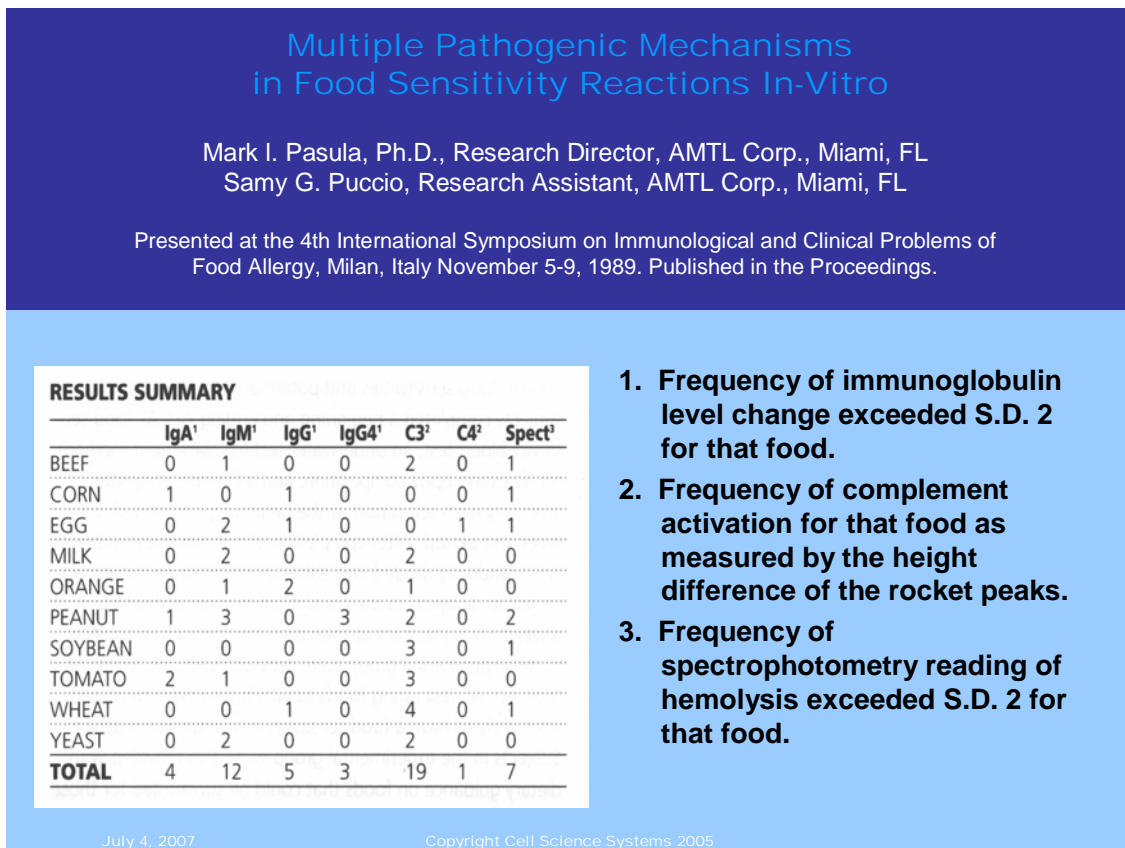 Multiple Pathogenic Mechanisms
in Food Sensitivity Reactions In-Vitro
Mark I. Pasula, Ph.D., Research Director, AMTL Corp., Miami, FL
Samy G. Puccio, Research Assistant, AMTL Corp., Miami, FL
Presented at the 4th International Symposium on Immunological and Clinical Problems of
Food Allergy, Milan, Italy November 5-9, 1989. Published in the Proceedings.
RESULTS SUMMARY
IgA¹ IgM¹ IgG¹ IgG4¹ C3² C4² Spect³
BEEF 0 1 0 0 2 0 1
CORN 1 0 1 0 0 0 1
EGG 0 2 1 0 0 1 1
MILK 0 2 0 0 2 0 0
ORANGE 0 1 2 0 1 0 0
PEANUT 1 3 0 3 2 0 2
SOYBEAN 0 0 0 0 3 0 1
TOMATO 2 1 0 0 3 0 0
WHEAT 0 0 1 0 4 0 1
YEAST 0 2 0 0 2 0 0
TOTAL 4 12 5 3 19 1 7
1. Frequency of immunoglobulin
level change exceeded S.D. 2
for that food.
2. Frequency of complement
activation for that food as
measured by the height
difference of the rocket peaks.
3. Frequency of
spectrophotometry reading of
hemolysis exceeded S.D. 2 for
that food.
July 4, 2007
Copyright Cell Science Systems 2005